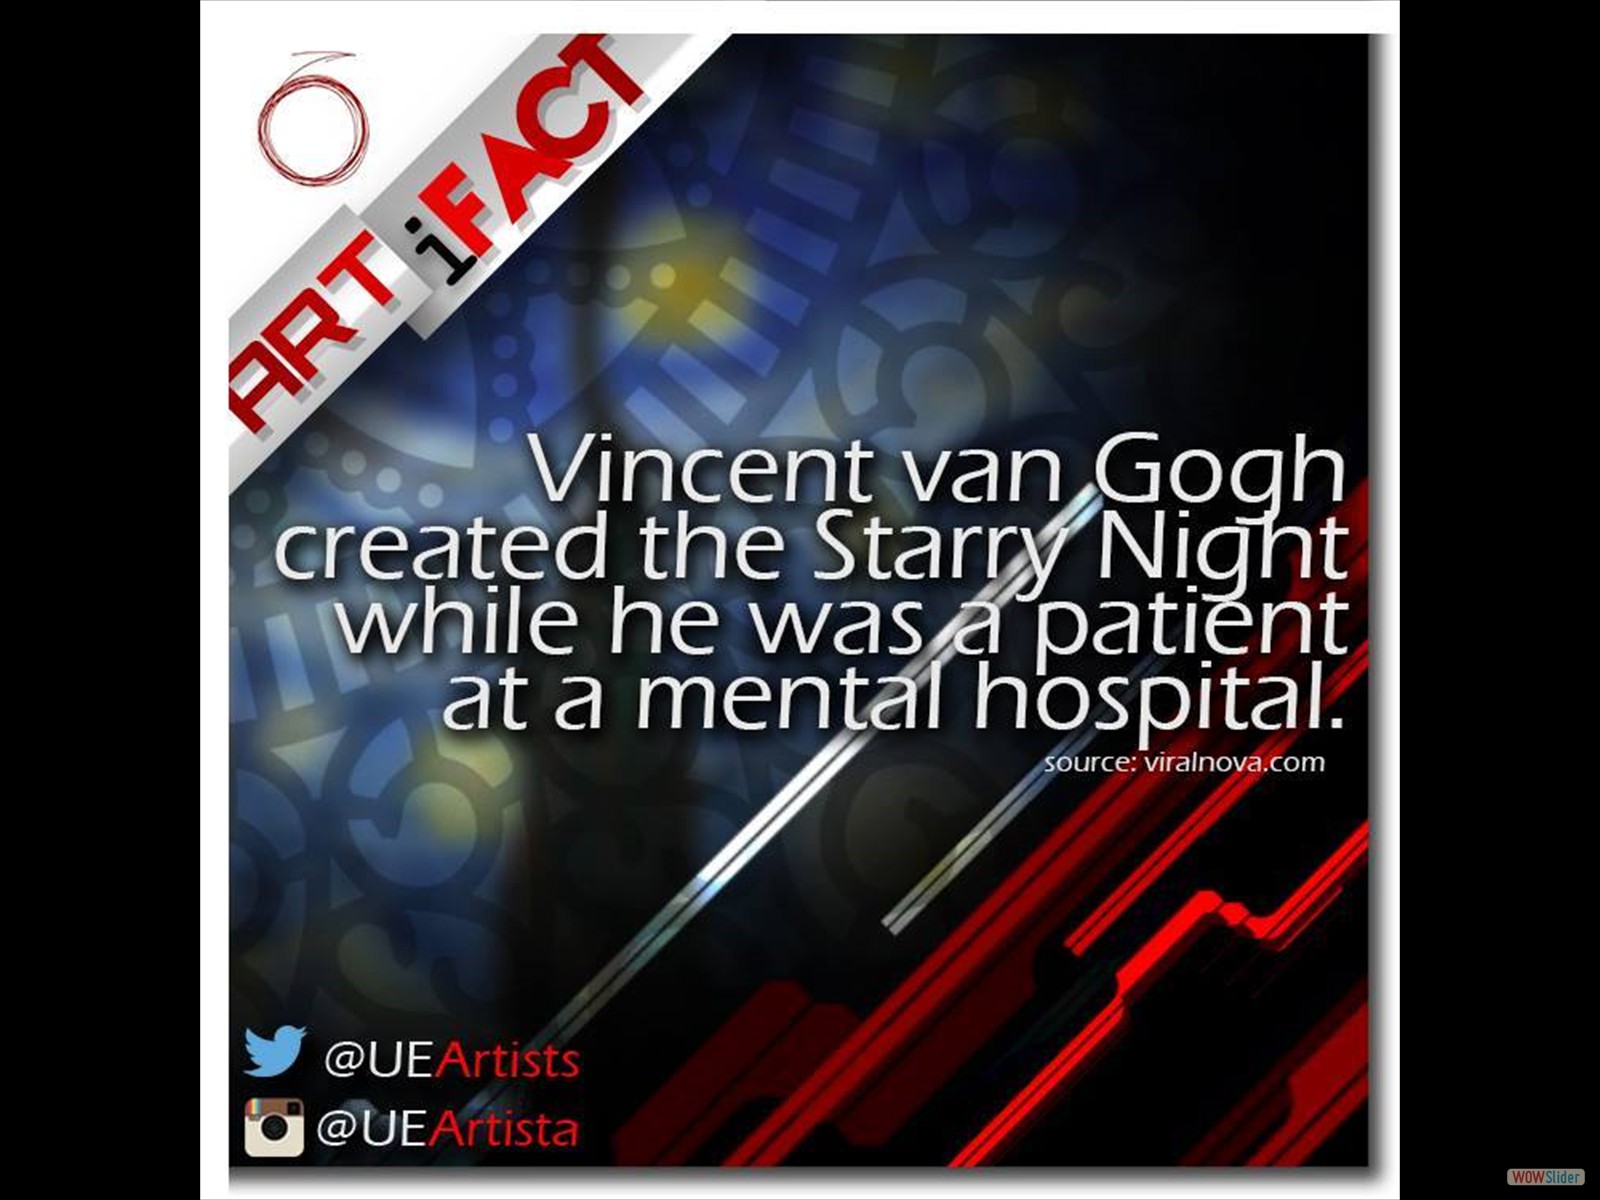 ART iFACT
Vincent van Gogh
created the Starry Night
while he was a patient
at a mental hospital.
source: viralnova.com
@UEArtists
@UEArtista
WOWSlider